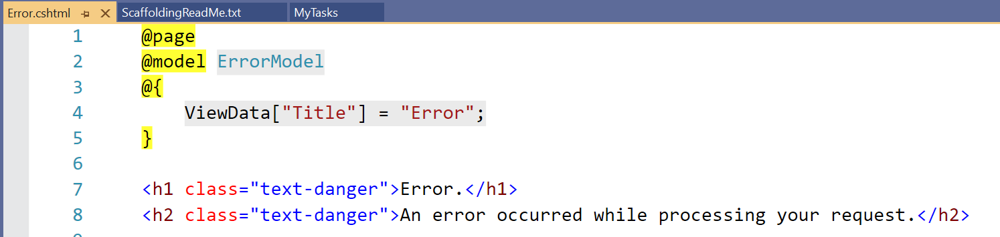 Error.cshtml ScaffoldingReadMe.txt MyTasks
1 @page
2 @model ErrorModel
3 @{
4     ViewData["Title"] = "Error";
5 }
6
7 <h1 class="text-danger">Error.</h1>
8 <h2 class="text-danger">An error occurred while processing your request.</h2>